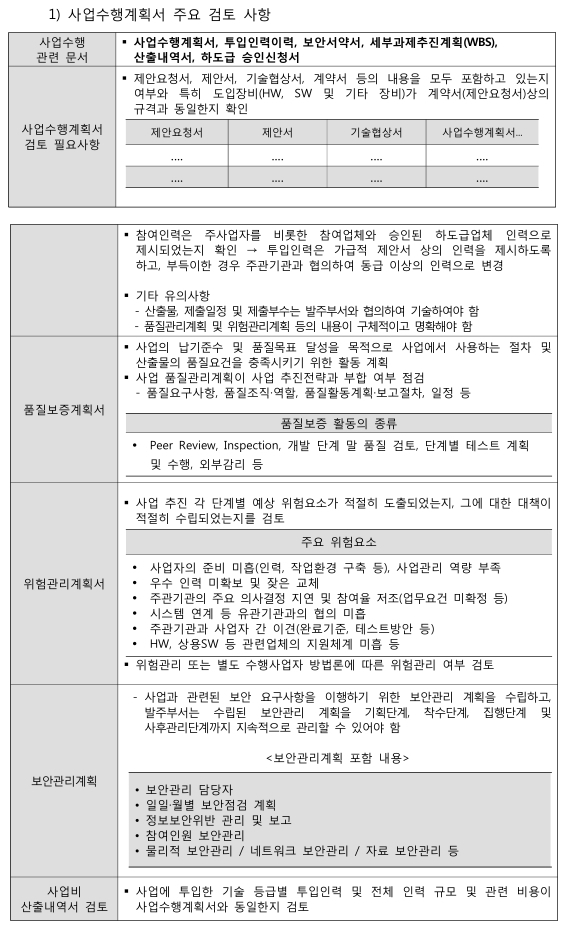 1) 사업수행계획서 주요 검토 사항
사업수행
관련 문서
▪ 사업수행계획서, 투입인력이력, 보안서약서, 세부과제추진계획(WBS),
산출내역서, 하도급 승인신청서
사업수행계획서
검토 필요사항
▪ 제안요청서, 제안서, 기술협상서, 계약서 등의 내용을 모두 포함하고 있는지
여부와 특히 도입장비(HW, SW 및 기타 장비)가 계약서(제안요청서)상의
규격과 동일한지 확인
제안요청서 제안서 기술협상서 사업수행계획서...
.... .... .... ....
.... .... .... ....
▪ 참여인력은 주사업자를 비롯한 참여업체와 승인된 하도급업체 인력으로
제시되었는지 확인 → 투입인력은 가급적 제안서 상의 인력을 제시하도록
하고, 부득이한 경우 주관기관과 협의하여 동급 이상의 인력으로 변경
▪ 기타 유의사항
- 산출물, 제출일정 및 제출부수는 발주부서와 협의하여 기술하여야 함
- 품질관리계획 및 위험관리계획 등의 내용이 구체적이고 명확해야 함
품질보증계획서
▪ 사업의 납기준수 및 품질목표 달성을 목적으로 사업에서 사용하는 절차 및
산출물의 품질요건을 충족시키기 위한 활동 계획
▪ 사업 품질관리계획이 사업 추진전략과 부합 여부 점검
- 품질요구사항, 품질조직·역할, 품질활동계획·보고절차, 일정 등
품질보증 활동의 종류
• Peer Review, Inspection, 개발 단계 말 품질 검토, 단계별 테스트 계획
및 수행, 외부감리 등
위험관리계획서
▪ 사업 추진 각 단계별 예상 위험요소가 적절히 도출되었는지, 그에 대한 대책이
적절히 수립되었는지를 검토
주요 위험요소
• 사업자의 준비 미흡(인력, 작업환경 구축 등), 사업관리 역량 부족
• 우수 인력 미확보 및 잦은 교체
• 주관기관의 주요 의사결정 지연 및 참여율 저조(업무요건 미확정 등)
• 시스템 연계 등 유관기관과의 협의 미흡
• 주관기관과 사업자 간 이견(완료기준, 테스트방안 등)
• HW, 상용SW 등 관련업체의 지원체계 미흡 등
▪ 위험관리 또는 별도 수행사업자 방법론에 따른 위험관리 여부 검토
보안관리계획
- 사업과 관련된 보안 요구사항을 이행하기 위한 보안관리 계획을 수립하고,
발주부서는 수립된 보안관리 계획을 기획단계, 착수단계, 집행단계 및
사후관리단계까지 지속적으로 관리할 수 있어야 함
<보안관리계획 포함 내용>
• 보안관리 담당자
• 일일·월별 보안점검 계획
• 정보보안위반 관리 및 보고
• 참여인원 보안관리
• 물리적 보안관리 / 네트워크 보안관리 / 자료 보안관리 등
사업비
산출내역서 검토
▪ 사업에 투입한 기술 등급별 투입인력 및 전체 인력 규모 및 관련 비용이
사업수행계획서와 동일한지 검토